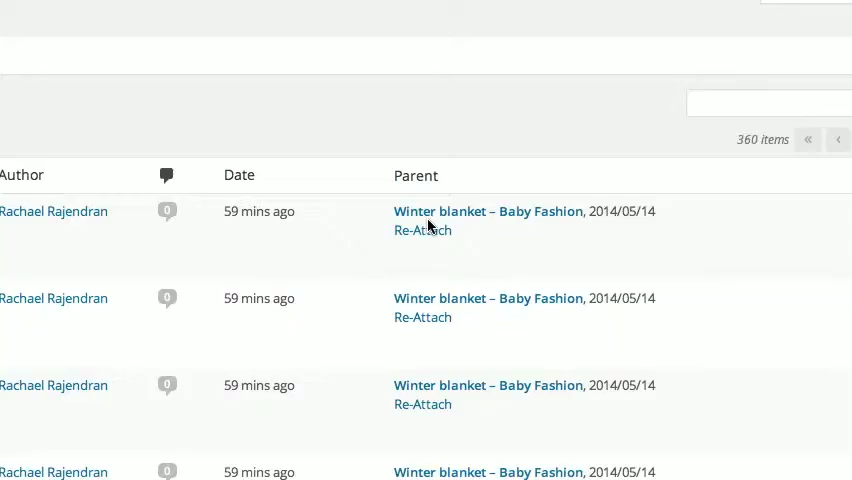 360 items « ‹
Author Date Parent
Rachael Rajendran 0 59 mins ago Winter blanket – Baby Fashion, 2014/05/14
Re-Attach
Rachael Rajendran 0 59 mins ago Winter blanket – Baby Fashion, 2014/05/14
Re-Attach
Rachael Rajendran 0 59 mins ago Winter blanket – Baby Fashion, 2014/05/14
Re-Attach
Rachael Rajendran 0 59 mins ago Winter blanket – Baby Fashion, 2014/05/14